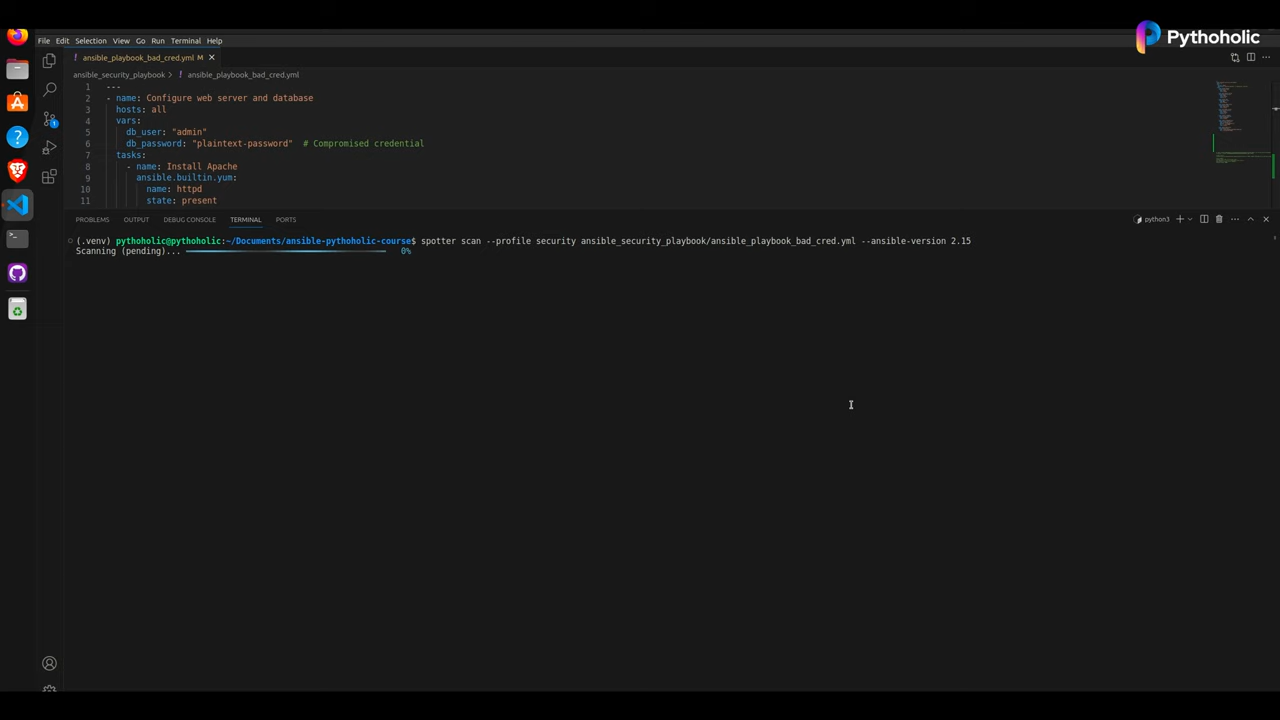 Pythoholic
File Edit Selection View Go Run Terminal Help
! ansible_playbook_bad_cred.yml M
ansible_security_playbook > ! ansible_playbook_bad_cred.yml
1 ---
2 - name: Configure web server and database
3 hosts: all
4 vars:
5 db_user: "admin"
6 db_password: "plaintext-password" # Compromised credential
7 tasks:
8 - name: Install Apache
9 ansible.builtin.yum:
10 name: httpd
11 state: present
PROBLEMS OUTPUT DEBUG CONSOLE TERMINAL PORTS python3
(.venv) pythoholic@pythoholic:~/Documents/ansible-pythoholic-course$ spotter scan --profile security ansible_security_playbook/ansible_playbook_bad_cred.yml --ansible-version 2.15
Scanning (pending)... 0%